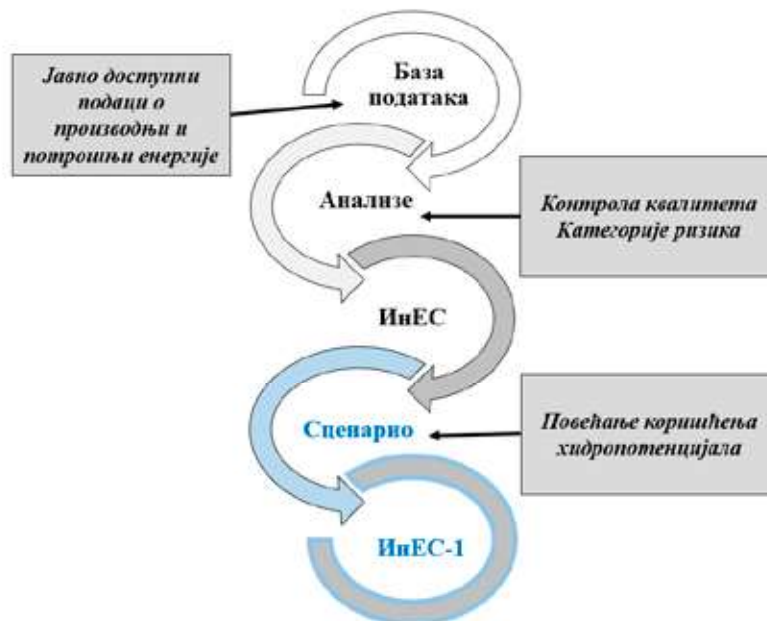 Јавно доступни
подаци о
производњи и
потрошњи енергије
База
података
Анализе
Контрола квалитета
Категорије ризика
ИнЕС
Сценарио
Повећање коришћења
хидропотенцијала
ИнЕС-1